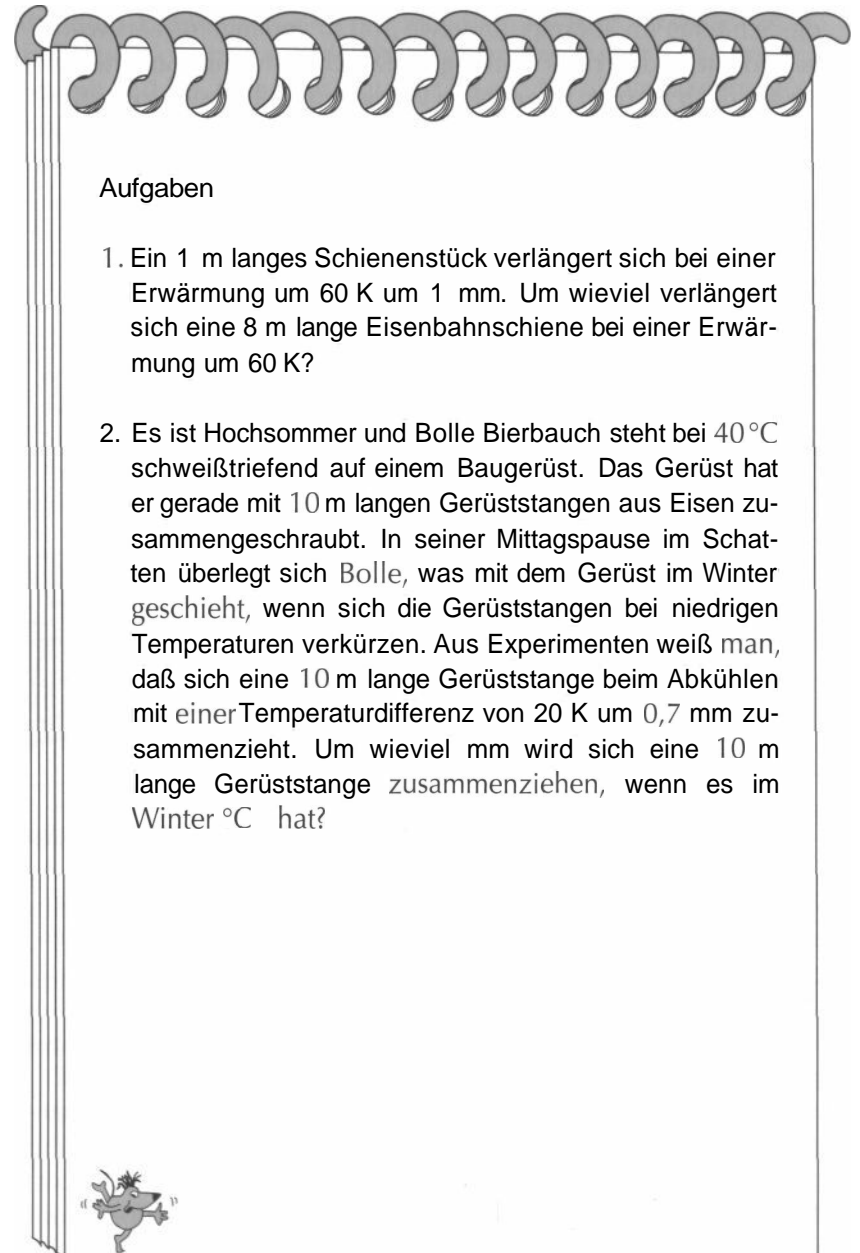 Aufgaben
1. Ein 1 m langes Schienenstück verlängert sich bei einer
Erwärmung um 60 K um 1 mm. Um wieviel verlängert
sich eine 8 m lange Eisenbahnschiene bei einer Erwär-
mung um 60 K?
2. Es ist Hochsommer und Bolle Bierbauch steht bei 40°C
schweißtriefend auf einem Baugerüst. Das Gerüst hat
er gerade mit 10 m langen Gerüststangen aus Eisen zu-
sammengeschraubt. In seiner Mittagspause im Schat-
ten überlegt sich Bolle, was mit dem Gerüst im Winter
geschieht, wenn sich die Gerüststangen bei niedrigen
Temperaturen verkürzen. Aus Experimenten weiß man,
daß sich eine 10 m lange Gerüststange beim Abkühlen
mit einer Temperaturdifferenz von 20 K um 0,7 mm zu-
sammenzieht. Um wieviel mm wird sich eine 10 m
lange Gerüststange zusammenziehen, wenn es im
Winter °C hat?